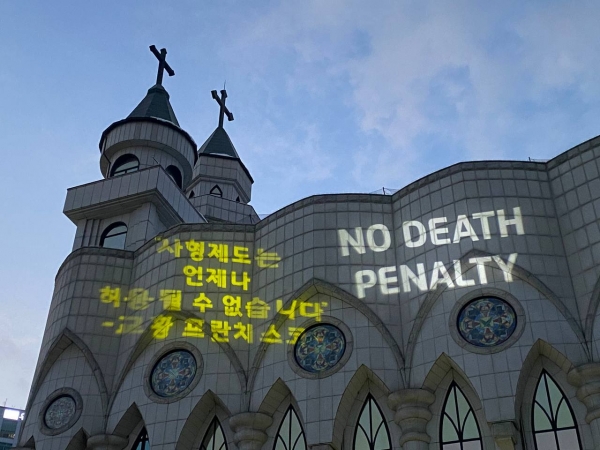 사형제도는
언제나
허용 될 수 없습니다
-교황 프란치스코
NO DEATH
PENALTY